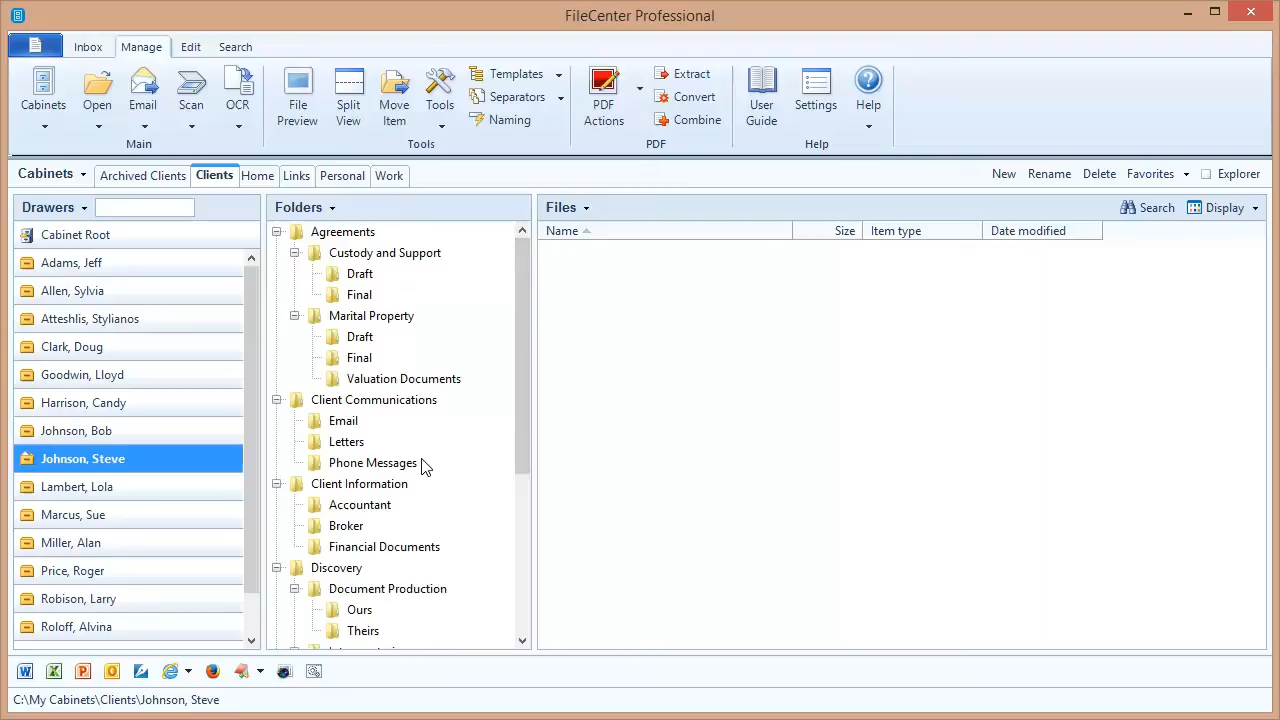 FileCenter Professional
Inbox Manage Edit Search
Cabinets Open Email Scan OCR
Main
File Preview Split View Move Item Tools
Templates
Separators
Naming
Tools
PDF Actions
Extract
Convert
Combine
PDF
User Guide Settings Help
Help
Cabinets Archived Clients Clients Home Links Personal Work
New Rename Delete Favorites Explorer
Drawers
Cabinet Root
Adams, Jeff
Allen, Sylvia
Atteshlis, Stylianos
Clark, Doug
Goodwin, Lloyd
Harrison, Candy
Johnson, Bob
Johnson, Steve
Lambert, Lola
Marcus, Sue
Miller, Alan
Price, Roger
Robison, Larry
Roloff, Alvina
Folders
Agreements
Custody and Support
Draft
Final
Marital Property
Draft
Final
Valuation Documents
Client Communications
Email
Letters
Phone Messages
Client Information
Accountant
Broker
Financial Documents
Discovery
Document Production
Ours
Theirs
Files
Search Display
Name Size Item type Date modified
C:\My Cabinets\Clients\Johnson, Steve